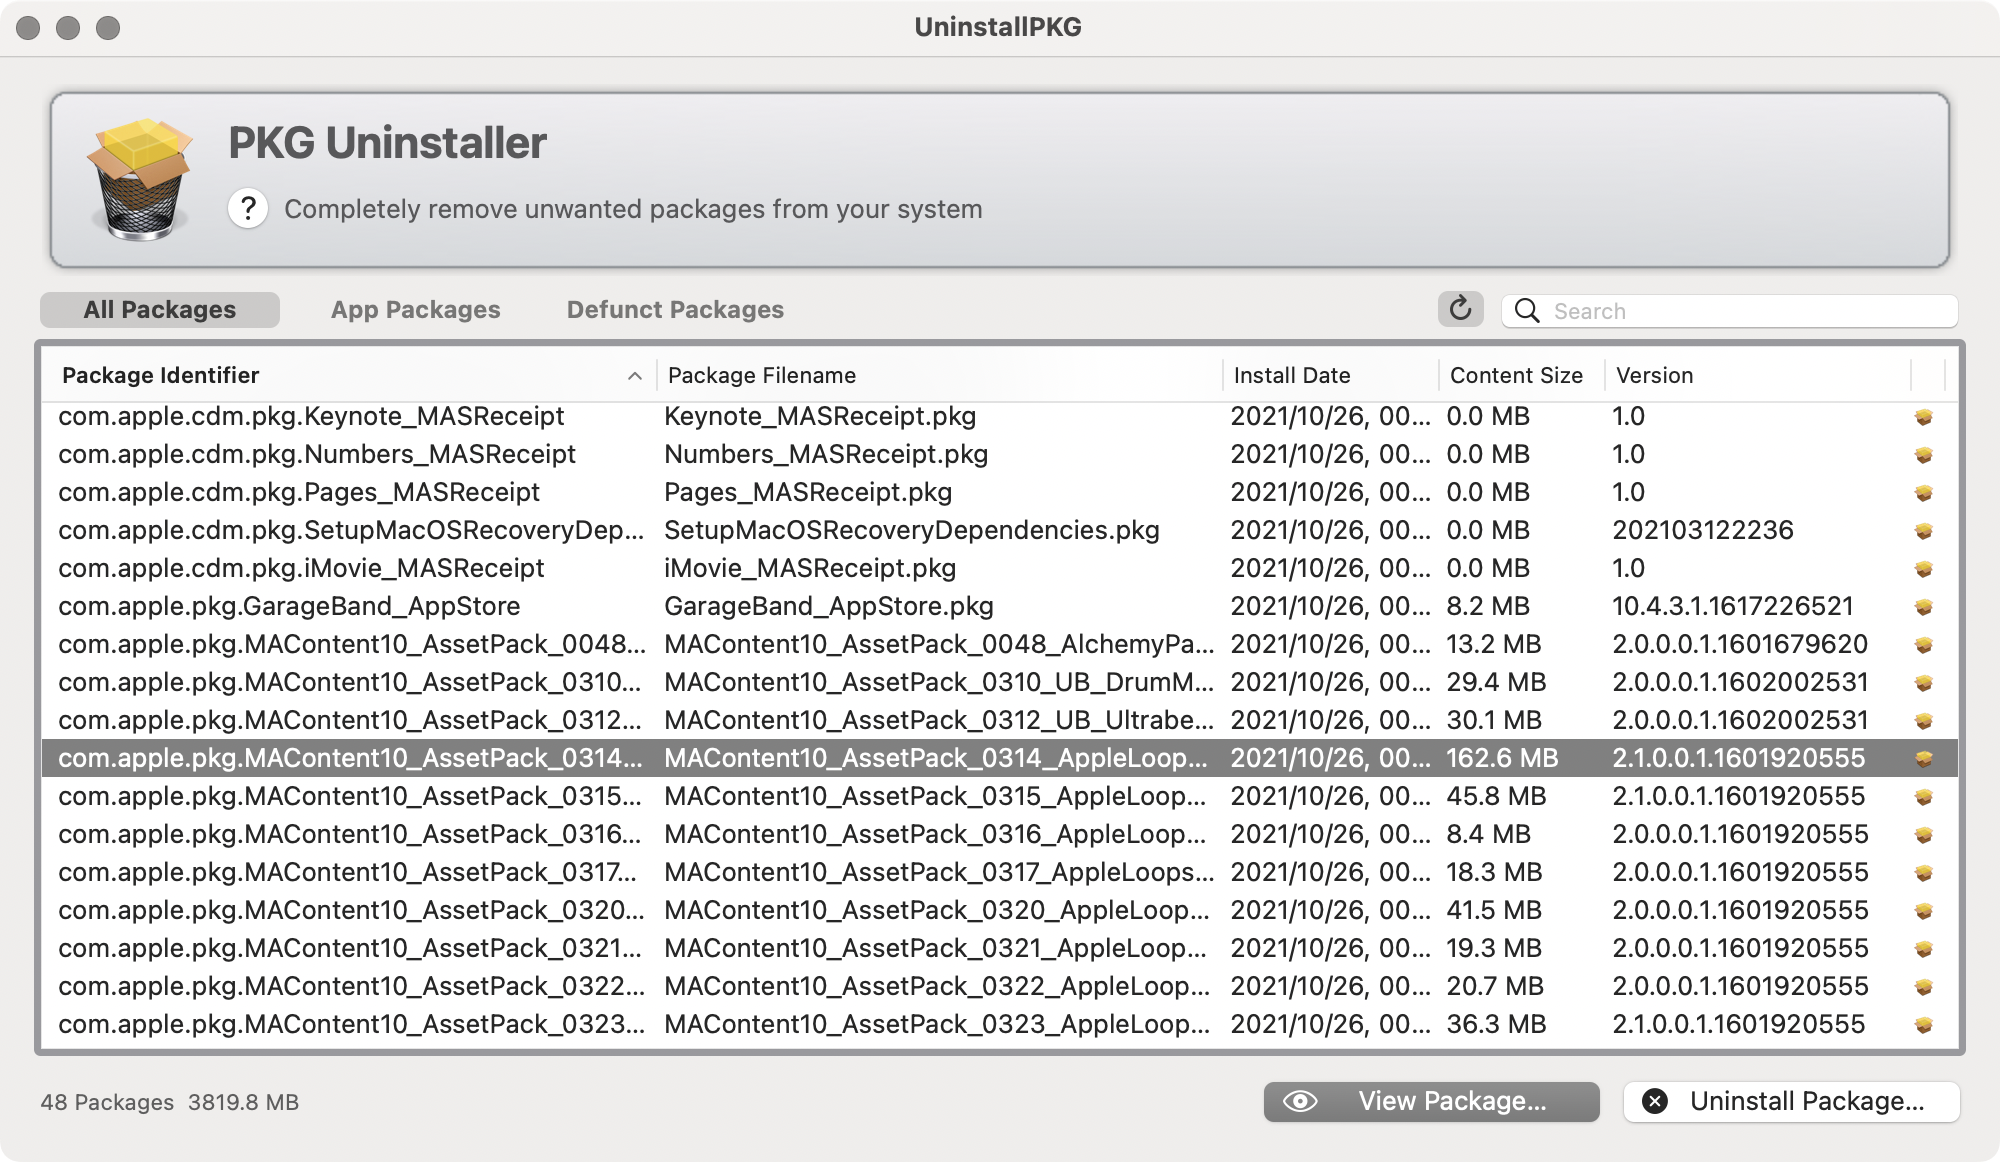 UninstallPKG
PKG Uninstaller
? Completely remove unwanted packages from your system
All Packages App Packages Defunct Packages Search
Package Identifier Package Filename Install Date Content Size Version
com.apple.cdm.pkg.Keynote_MASReceipt Keynote_MASReceipt.pkg 2021/10/26, 00... 0.0 MB 1.0
com.apple.cdm.pkg.Numbers_MASReceipt Numbers_MASReceipt.pkg 2021/10/26, 00... 0.0 MB 1.0
com.apple.cdm.pkg.Pages_MASReceipt Pages_MASReceipt.pkg 2021/10/26, 00... 0.0 MB 1.0
com.apple.cdm.pkg.SetupMacOSRecoveryDep... SetupMacOSRecoveryDependencies.pkg 2021/10/26, 00... 0.0 MB 202103122236
com.apple.cdm.pkg.iMovie_MASReceipt iMovie_MASReceipt.pkg 2021/10/26, 00... 0.0 MB 1.0
com.apple.pkg.GarageBand_AppStore GarageBand_AppStore.pkg 2021/10/26, 00... 8.2 MB 10.4.3.1.1617226521
com.apple.pkg.MAContent10_AssetPack_0048... MAContent10_AssetPack_0048_AlchemyPa... 2021/10/26, 00... 13.2 MB 2.0.0.0.1.1601679620
com.apple.pkg.MAContent10_AssetPack_0310... MAContent10_AssetPack_0310_UB_DrumM... 2021/10/26, 00... 29.4 MB 2.0.0.0.1.1602002531
com.apple.pkg.MAContent10_AssetPack_0312... MAContent10_AssetPack_0312_UB_Ultrabe... 2021/10/26, 00... 30.1 MB 2.0.0.0.1.1602002531
com.apple.pkg.MAContent10_AssetPack_0314... MAContent10_AssetPack_0314_AppleLoop... 2021/10/26, 00... 162.6 MB 2.1.0.0.1.1601920555
com.apple.pkg.MAContent10_AssetPack_0315... MAContent10_AssetPack_0315_AppleLoop... 2021/10/26, 00... 45.8 MB 2.1.0.0.1.1601920555
com.apple.pkg.MAContent10_AssetPack_0316... MAContent10_AssetPack_0316_AppleLoop... 2021/10/26, 00... 8.4 MB 2.0.0.0.1.1601920555
com.apple.pkg.MAContent10_AssetPack_0317... MAContent10_AssetPack_0317_AppleLoops... 2021/10/26, 00... 18.3 MB 2.0.0.0.1.1601920555
com.apple.pkg.MAContent10_AssetPack_0320... MAContent10_AssetPack_0320_AppleLoop... 2021/10/26, 00... 41.5 MB 2.0.0.0.1.1601920555
com.apple.pkg.MAContent10_AssetPack_0321... MAContent10_AssetPack_0321_AppleLoop... 2021/10/26, 00... 19.3 MB 2.0.0.0.1.1601920555
com.apple.pkg.MAContent10_AssetPack_0322... MAContent10_AssetPack_0322_AppleLoop... 2021/10/26, 00... 20.7 MB 2.0.0.0.1.1601920555
com.apple.pkg.MAContent10_AssetPack_0323... MAContent10_AssetPack_0323_AppleLoop... 2021/10/26, 00... 36.3 MB 2.1.0.0.1.1601920555
48 Packages 3819.8 MB View Package... Uninstall Package...